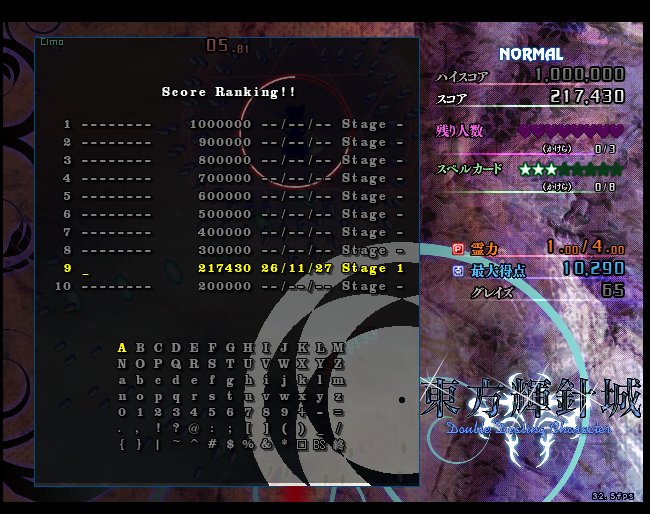 Cimo
05.81
Score Ranking!!
1 -------- 1000000 --/--/-- Stage -
2 -------- 900000 --/--/-- Stage -
3 -------- 800000 --/--/-- Stage -
4 -------- 700000 --/--/-- Stage -
5 -------- 600000 --/--/-- Stage -
6 -------- 500000 --/--/-- Stage -
7 -------- 400000 --/--/-- Stage -
8 -------- 300000 --/--/-- Stage -
9 _ 217430 26/11/27 Stage 1
10 -------- 200000 --/--/-- Stage -
A B C D E F G H I J K L M
N O P Q R S T U V W X Y Z
a b c d e f g h i j k l m
n o p q r s t u v w x y z
0 1 2 3 4 5 6 7 8 9 + - =
. , ! ? @ : ; [ ] ( ) _ /
{ } | ~ ^ # $ % & * □ BS 終
NORMAL
ハイスコア 1,000,000
スコア 217,430
残り人数
(かけら) 0/3
スペルカード ★★★★★★★★
(かけら) 0/8
P 霊力 1.00/4.00
最大得点 10,290
グレイズ 65
東方輝針城
Double Dealing Character
32.5fps